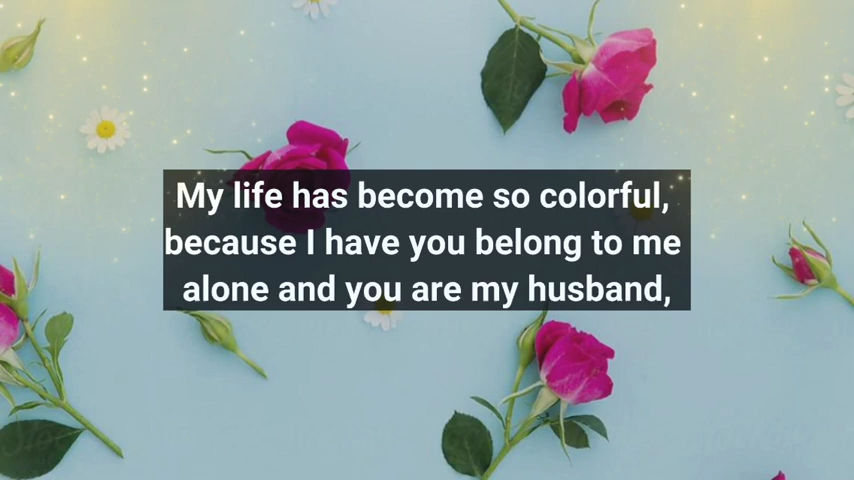 My life has become so colorful,
because I have you belong to me
alone and you are my husband,